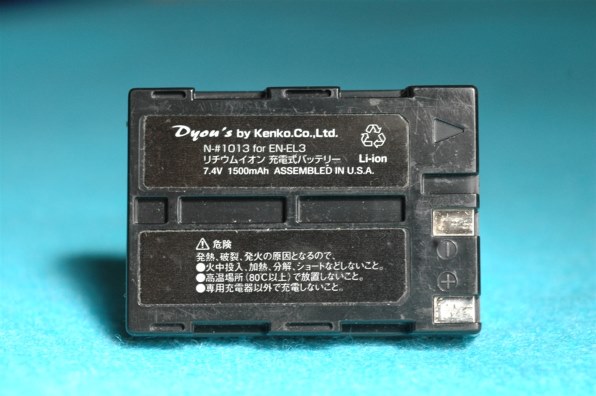 Dyou's by Kenko.Co.,Ltd.
N-#1013 for EN-EL3
リチウムイオン 充電式バッテリー
7.4V 1500mAh ASSEMBLED IN U.S.A.
Li-ion
⚠危険
発熱、破裂、発火の原因となるので、
●火中投入、加熱、分解、ショートなどしないこと。
●高温場所（80℃以上）で放置しないこと。
●専用充電器以外で充電しないこと。